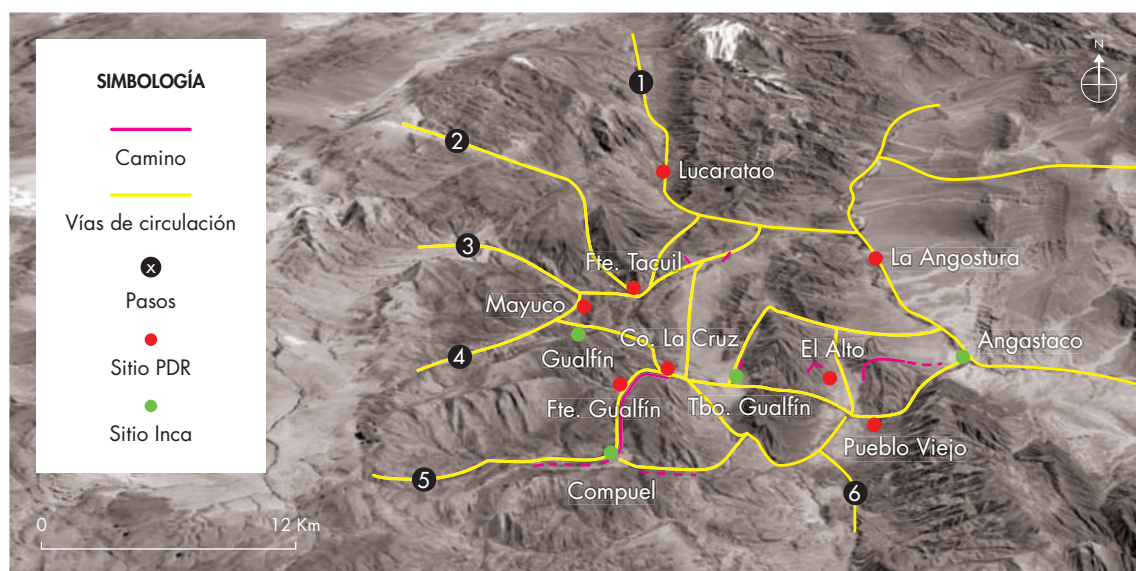 SIMBOLOGÍA
Camino
Vías de circulación
x
Pasos
Sitio PDR
Sitio Inca
0 12 Km
N
1
2
Lucaratao
3
Fte. Tacuil
La Angostura
Mayuco
4
Gualfín
Co. La Cruz
El Alto
Angastaco
Fte. Gualfín
Tbo. Gualfín
Pueblo Viejo
5
Compuel
6